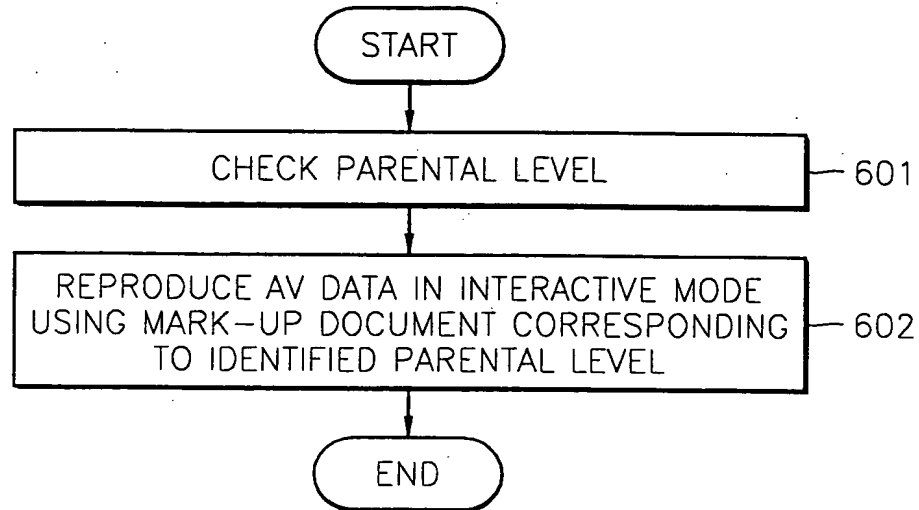 START
CHECK PARENTAL LEVEL
601
REPRODUCE AV DATA IN INTERACTIVE MODE
USING MARK-UP DOCUMENT CORRESPONDING
TO IDENTIFIED PARENTAL LEVEL
602
END